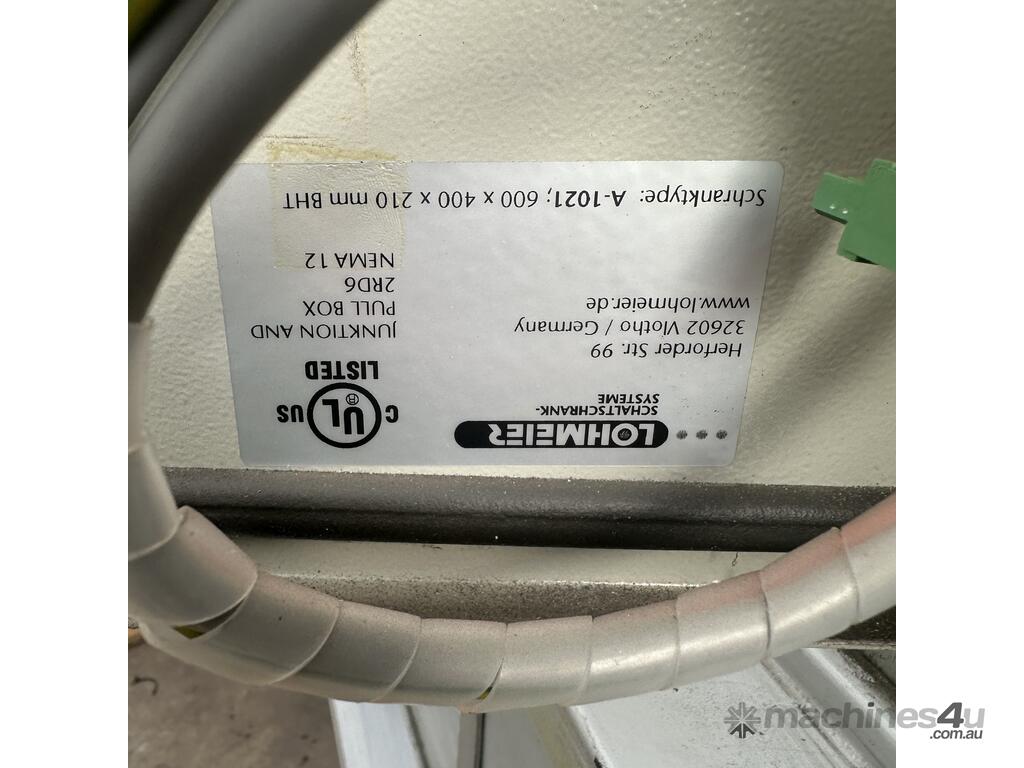 LOHMEIER
SCHALTSCHRANK-
SYSTEME
Herforder Str. 99
32602 Vlotho / Germany
www.lohmeier.de
C UL® US
LISTED
JUNKTION AND
PULL BOX
2RD6
NEMA 12
Schranktype: A-1021; 600 x 400 x 210 mm BHT
machines4u
.com.au